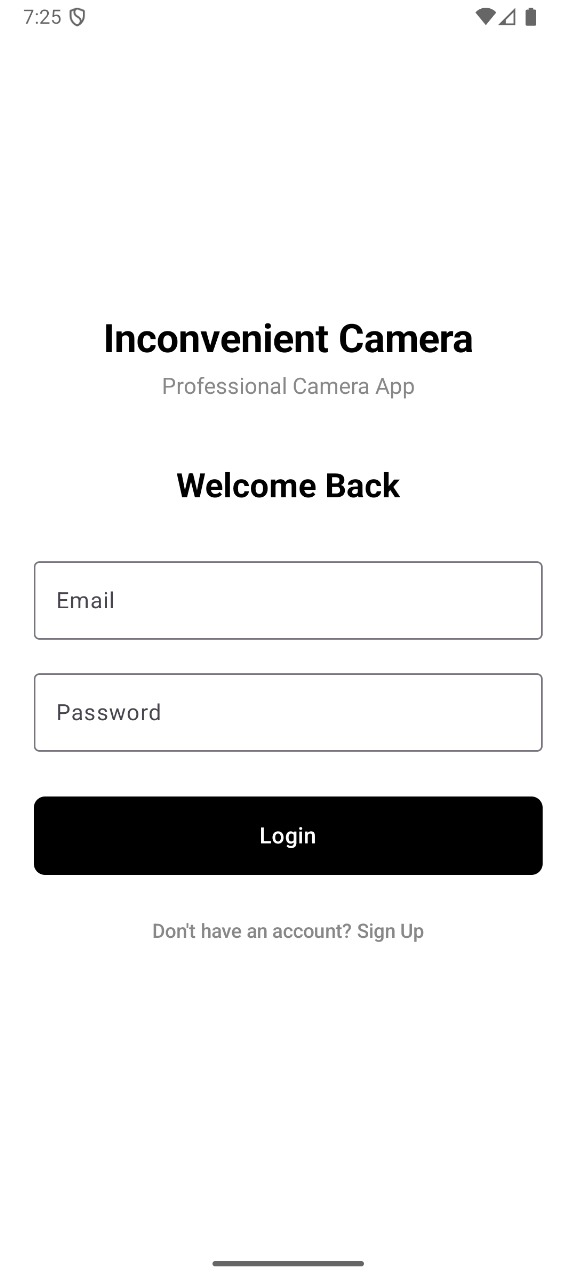 7:25
Inconvenient Camera
Professional Camera App
Welcome Back
Email
Password
Login
Don't have an account? Sign Up